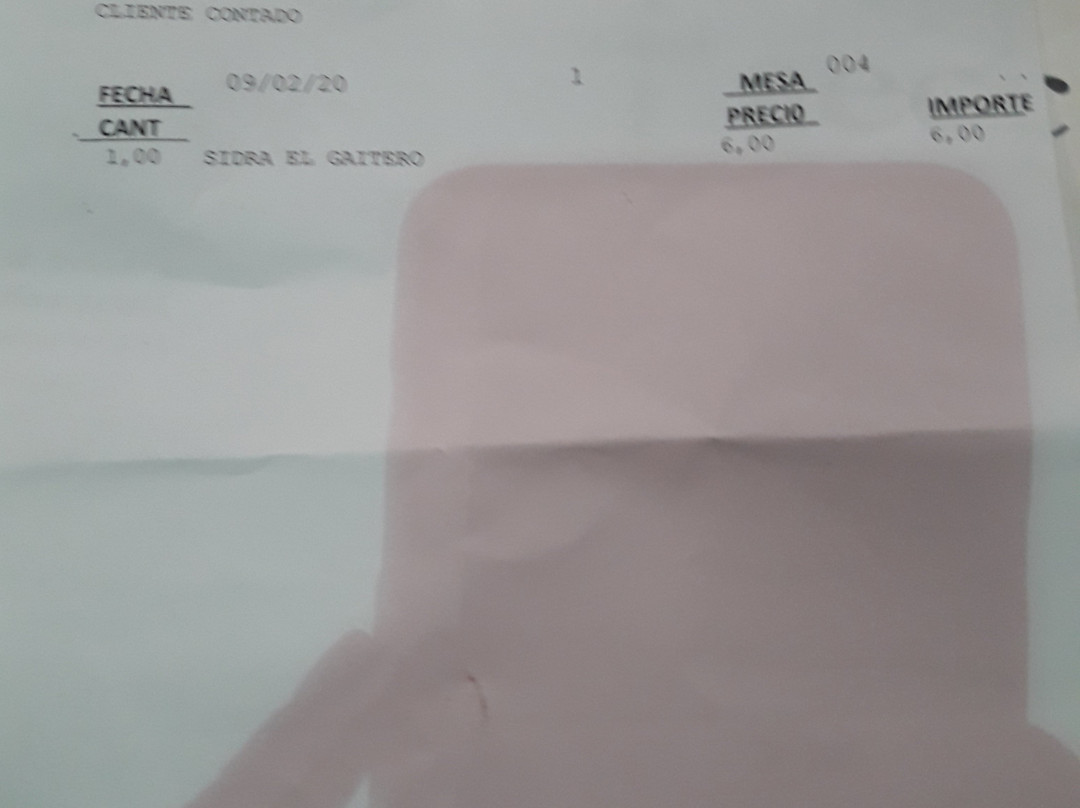 CLIENTE CONTADO
FECHA 09/02/20 1 MESA 004
CANT PRECIO IMPORTE
1,00 SIDRA EL GAITERO 6,00 6,00